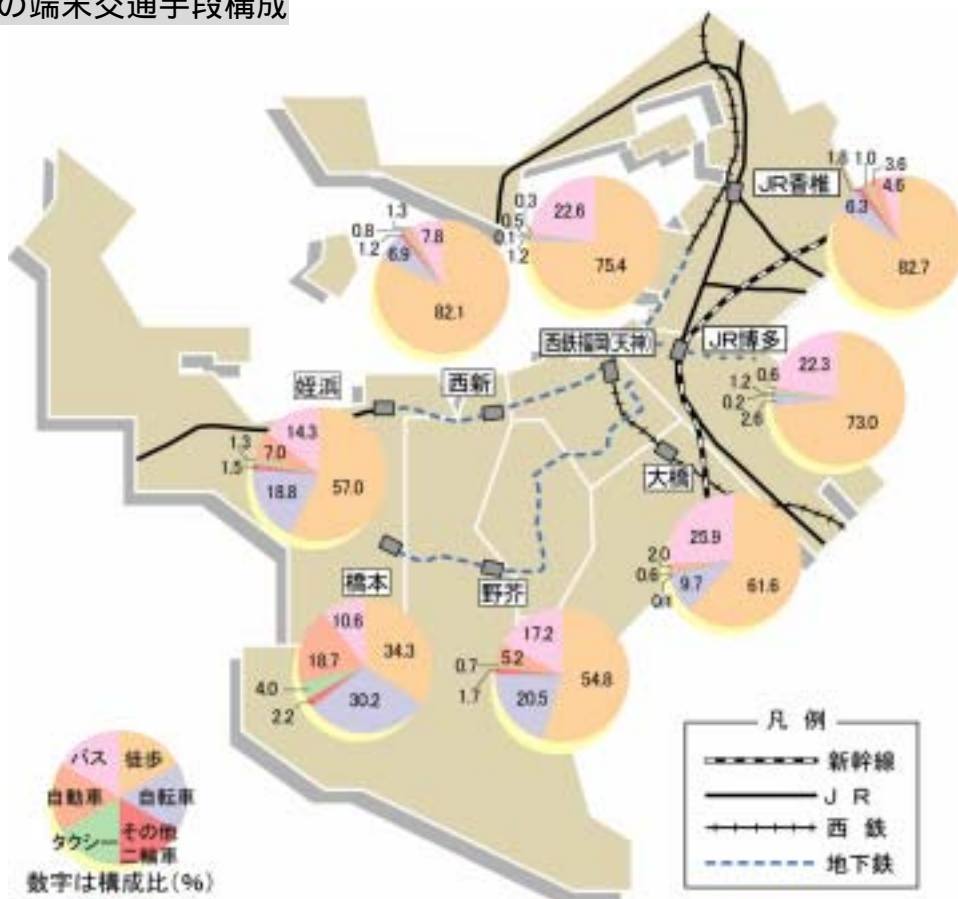 の端末交通手段構成
1.8 1.0 3.6
4.6
6.3
82.7
JR香椎
0.3
0.5
0.1
1.2
22.6
75.4
1.3
0.8
1.2
7.8
6.9
82.1
西鉄福岡(天神)
JR博多
22.3
0.6
1.2
0.2
2.6
73.0
姪浜
西新
14.3
1.3
7.0
1.5
18.8
57.0
大橋
25.9
2.0
0.6
0.1
9.7
61.6
橋本
10.6
34.3
18.7
4.0
2.2
30.2
野芥
17.2
5.2
0.7
1.7
20.5
54.8
凡 例
新幹線
J R
西 鉄
地下鉄
バス 徒歩
自動車 自転車
タクシー その他
二輪車
数字は構成比(%)